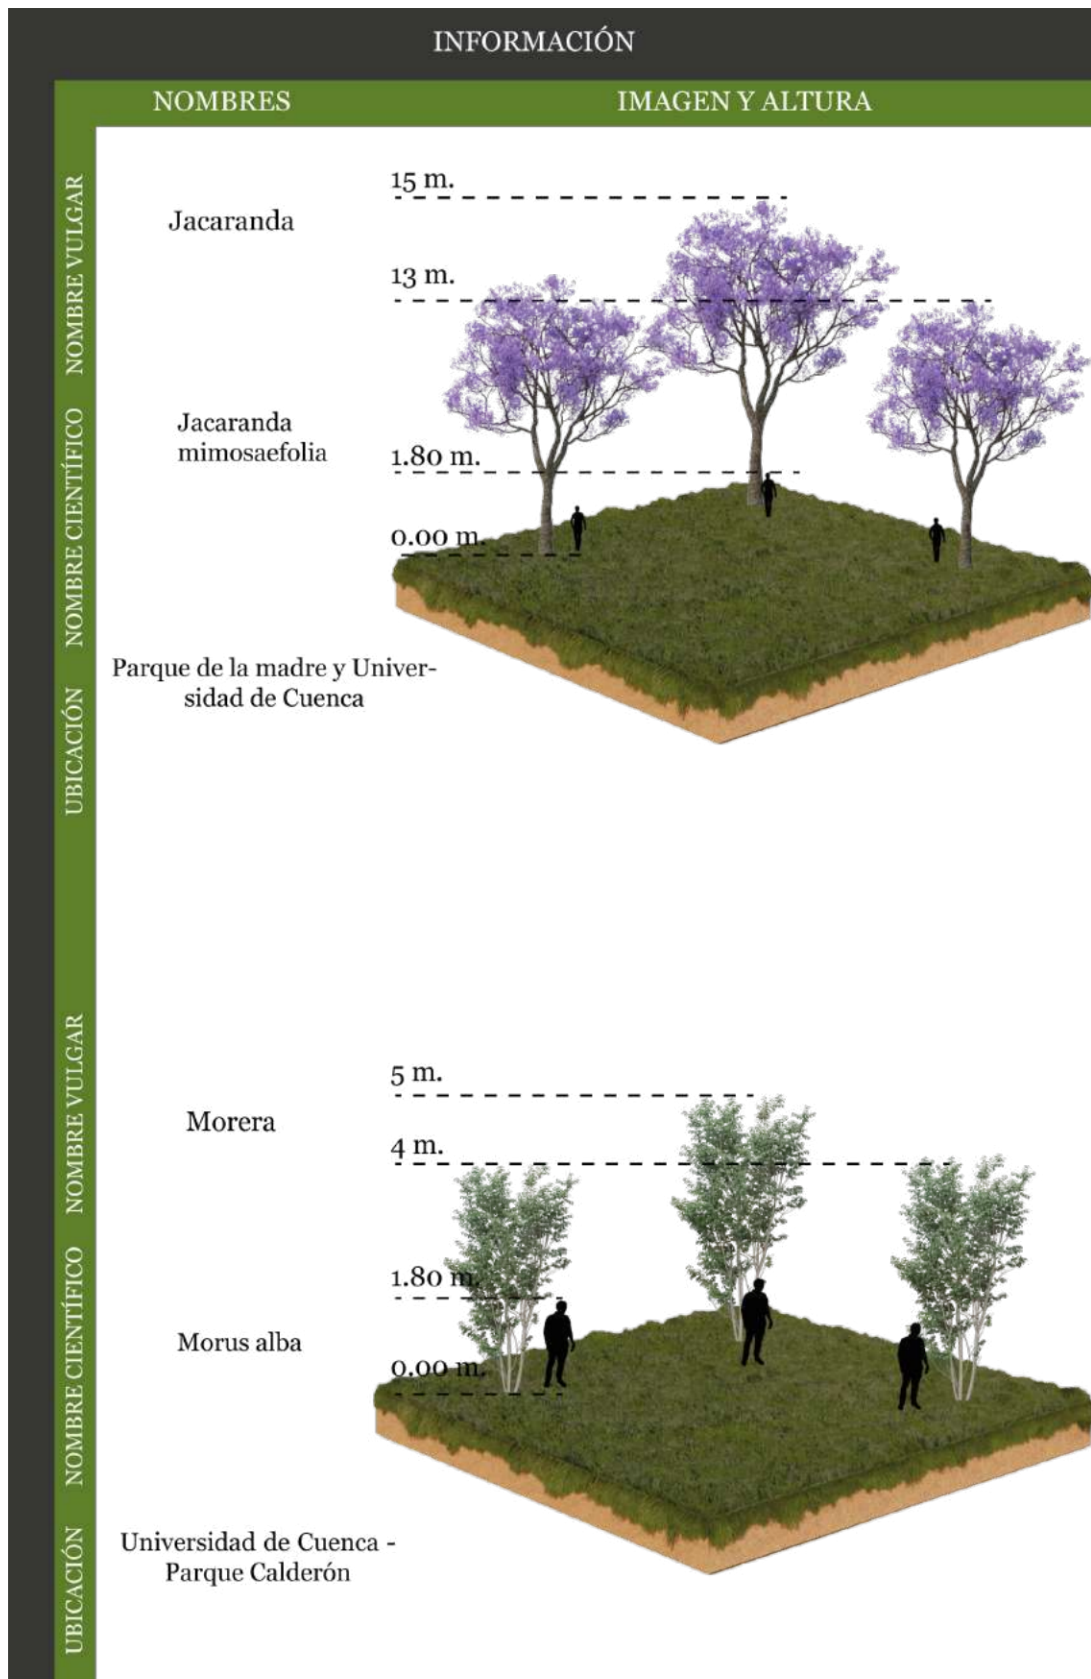 INFORMACIÓN
NOMBRES
IMAGEN Y ALTURA
NOMBRE VULGAR
Jacaranda
15 m.
13 m.
NOMBRE CIENTÍFICO
Jacaranda
mimosaefolia
1.80 m.
0.00 m.
UBICACIÓN
Parque de la madre y Univer-
sidad de Cuenca
NOMBRE VULGAR
Morera
5 m.
4 m.
NOMBRE CIENTÍFICO
Morus alba
1.80 m.
0.00 m.
UBICACIÓN
Universidad de Cuenca -
Parque Calderón